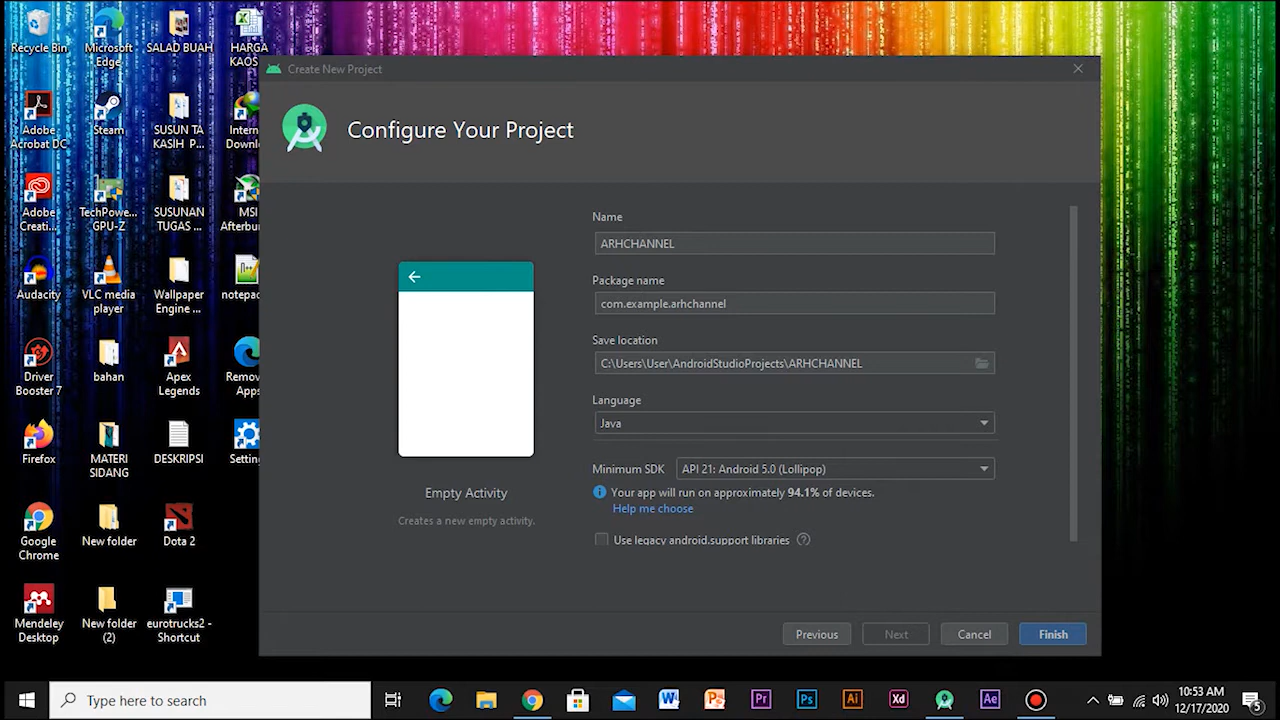 Recycle Bin
Microsoft
Edge
SALAD BUAH
HARGA
KAOS
Adobe
Acrobat DC
Steam
SUSUN TA
KASIH P...
Intern
Downl
Adobe
Creati...
TechPowe...
GPU-Z
SUSUNAN
TUGAS ...
MSI
Afterbur
Audacity
VLC media
player
Wallpaper
Engine ...
notepa
Driver
Booster 7
bahan
Apex
Legends
Remov
Apps
Firefox
MATERI
SIDANG
DESKRIPSI
Settin
Google
Chrome
New folder
Dota 2
Mendeley
Desktop
New folder
(2)
eurotrucks2 -
Shortcut
Create New Project
Configure Your Project
Name
ARHCHANNEL
Package name
com.example.arhchannel
Save location
C:\Users\User\AndroidStudioProjects\ARHCHANNEL
Language
Java
Minimum SDK
API 21: Android 5.0 (Lollipop)
Your app will run on approximately 94.1% of devices.
Help me choose
Use legacy android.support libraries
Empty Activity
Creates a new empty activity.
Previous
Next
Cancel
Finish
Type here to search
10:53 AM
12/17/2020
5